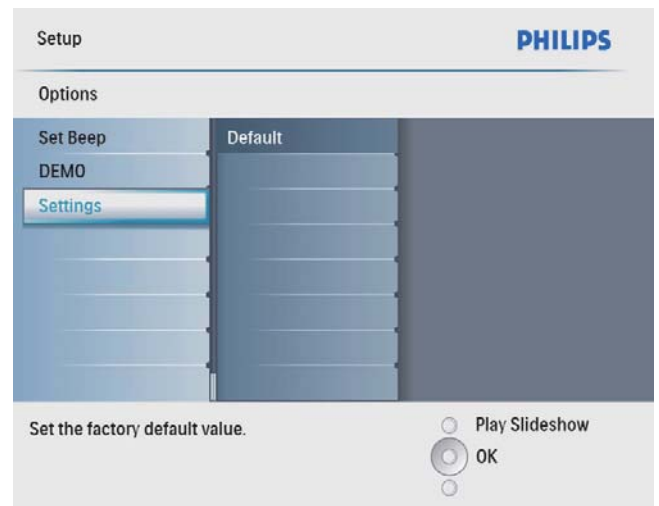 Setup
PHILIPS
Options
Set Beep
Default
DEMO
Settings
Set the factory default value.
Play Slideshow
OK